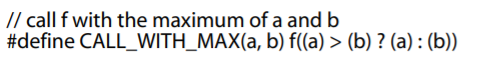 // call f with the maximum of a and b
#define CALL_WITH_MAX(a, b) f((a) > (b) ? (a) : (b))